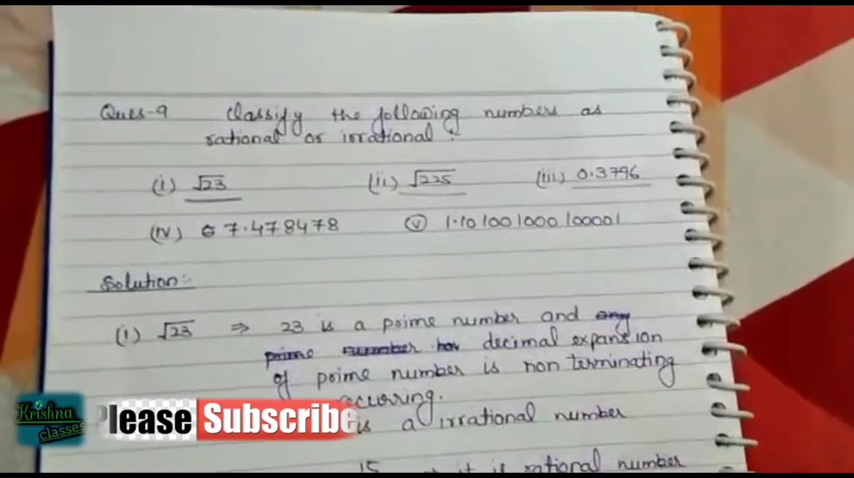 Ques-9 Classify the following numbers as
rational or irrational :
(i) √23 (ii) √225 (iii) 0.3796
(iv) 7.478478 (v) 1.101001000100001
Solution:-
(i) √23 ⇒ 23 is a prime number and any
prime number decimal expansion
of prime number is non terminating
recurring.
is a irrational number
15 it is rational number
Krishna
classes
Please Subscribe